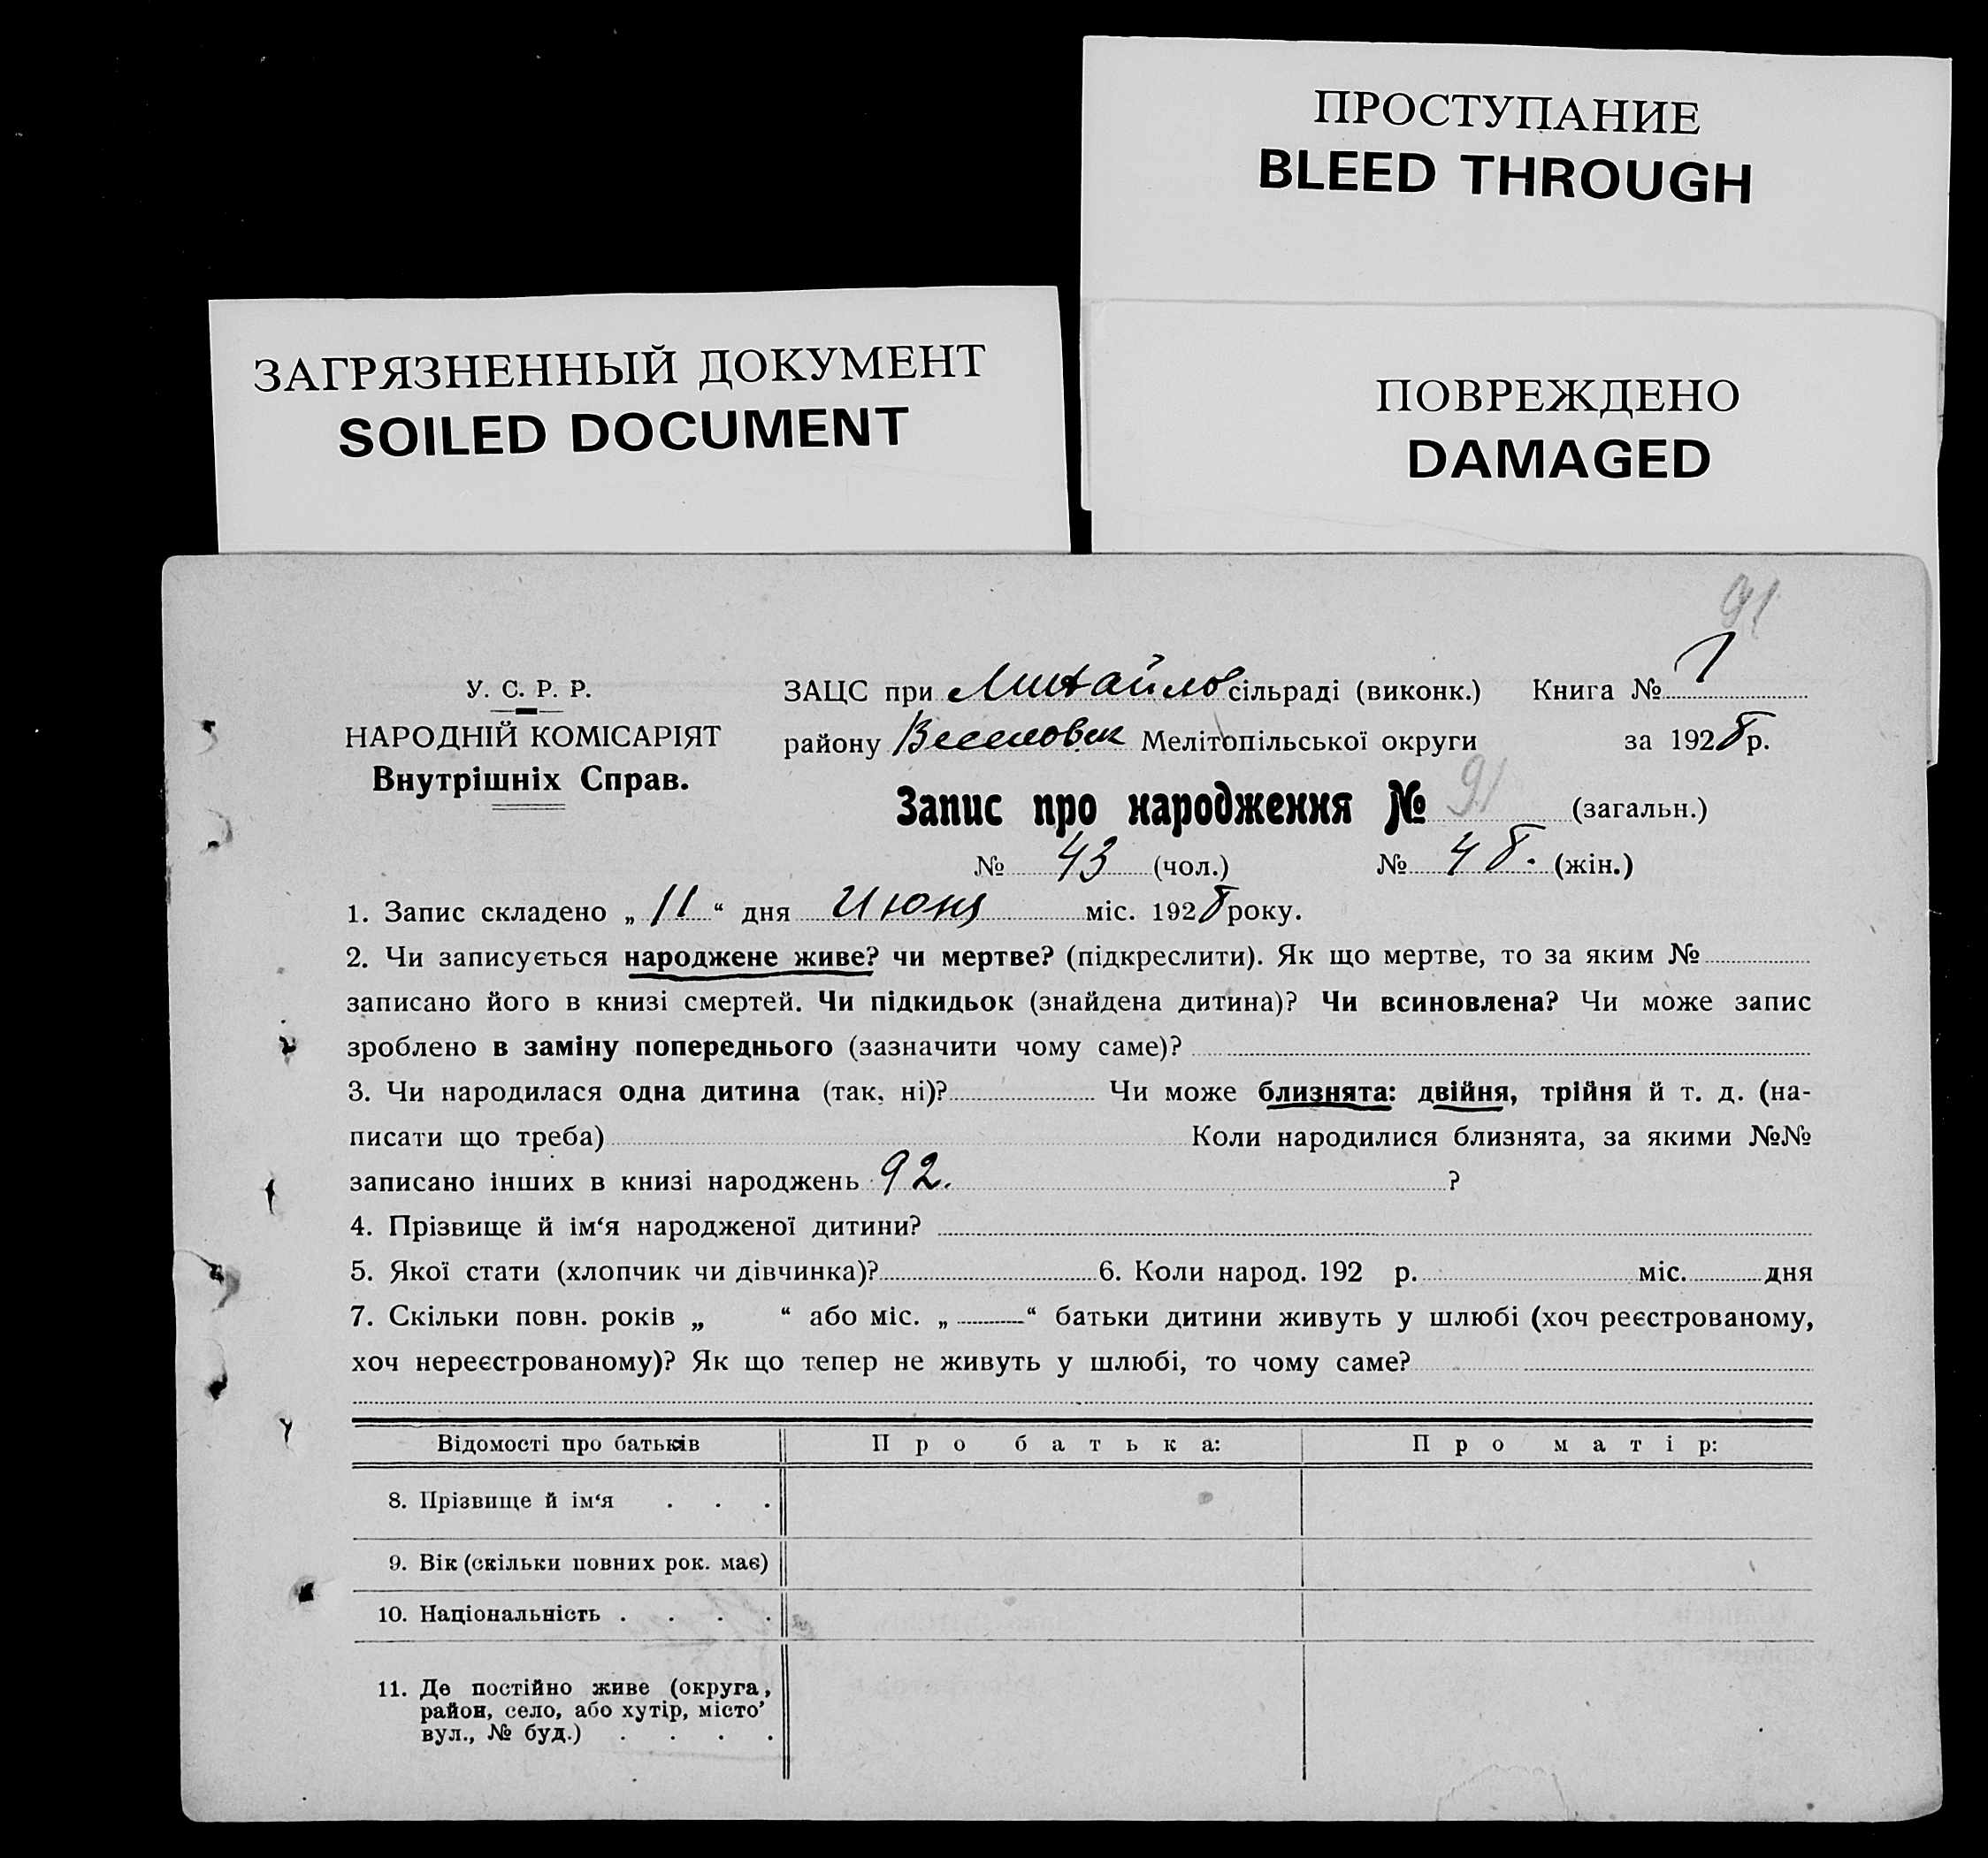 ПРОСТУПАНИЕ
BLEED THROUGH
ЗАГРЯЗНЕННЫЙ ДОКУМЕНТ
SOILED DOCUMENT
ПОВРЕЖДЕНО
DAMAGED
91
У. С. Р. Р.
НАРОДНІЙ КОМІСАРІЯТ
Внутрішніх Справ.
ЗАЦС при Михайлов сільраді (виконк.) Книга № 1
району Веселовск Мелітопільської округи за 1928 р.
Запис про народження № 91 (загальн.)
№ 43 (чол.) № 48. (жін.)
1. Запис складено „ 11 “ дня Июня міс. 1928 року.
2. Чи записується народжене живе? чи мертве? (підкреслити). Як що мертве, то за яким №
записано його в книзі смертей. Чи підкидьок (знайдена дитина)? Чи всиновлена? Чи може запис
зроблено в заміну попереднього (зазначити чому саме)?
3. Чи народилася одна дитина (так, ні)? Чи може близнята: двійня, трійня й т. д. (на-
писати що треба) Коли народилися близнята, за якими №№
записано інших в книзі народжень 92. ?
4. Прізвище й ім‘я народженої дитини?
5. Якої стати (хлопчик чи дівчинка)? 6. Коли народ. 192 р. міс. дня
7. Скільки повн. років „ “ або міс. „ “ батьки дитини живуть у шлюбі (хоч реєстрованому,
хоч нереєстрованому)? Як що тепер не живуть у шлюбі, то чому саме?
Відомості про батьків Про батька: Про матір:
8. Прізвище й ім‘я . . .
9. Вік (скільки повних рок. має)
10. Національність . . . .
11. Де постійно живе (округа,
район, село, або хутір, місто’
вул., № буд.) . . . .